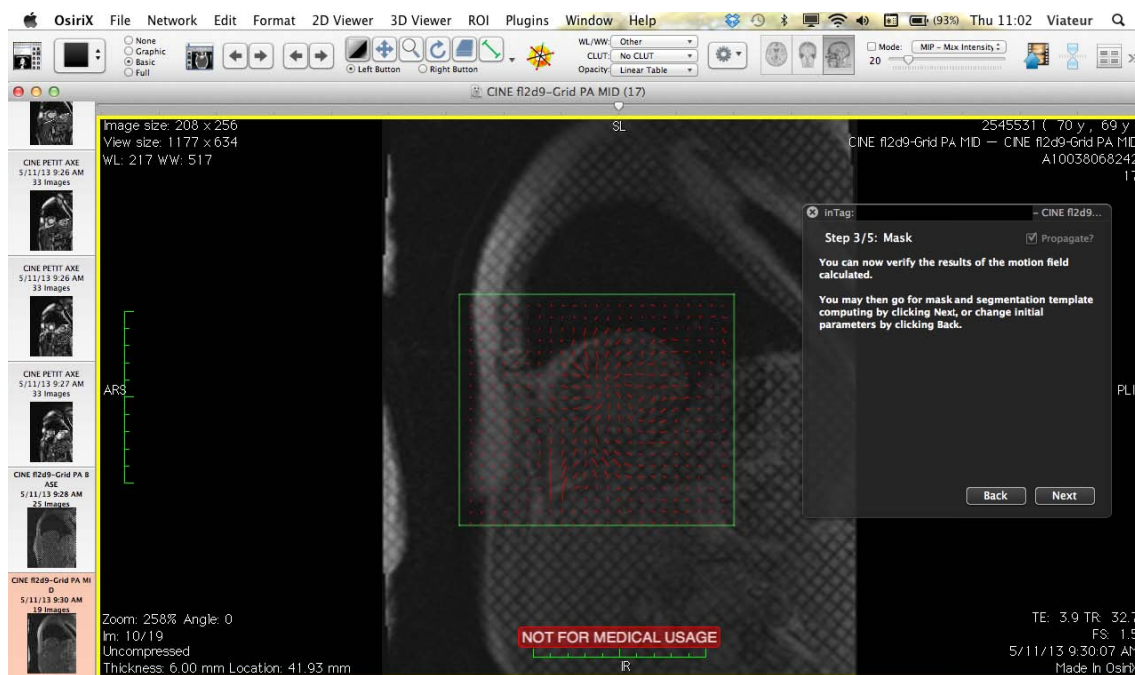 OsiriX File Network Edit Format 2D Viewer 3D Viewer ROI Plugins Window Help (93%) Thu 11:02 Viateur
None
Graphic
Basic
Full
Left Button Right Button
WL/WW: Other
CLUT: No CLUT
Opacity: Linear Table
Mode: MIP - Max Intensity
20
CINE fl2d9-Grid PA MID (17)
CINE PETIT AXE
5/11/13 9:26 AM
33 Images
CINE PETIT AXE
5/11/13 9:26 AM
33 Images
CINE PETIT AXE
5/11/13 9:27 AM
33 Images
CINE fl2d9-Grid PA B
ASE
5/11/13 9:28 AM
25 Images
CINE fl2d9-Grid PA MI
D
5/11/13 9:30 AM
19 Images
Image size: 208 x 256
View size: 1177 x 634
WL: 217 WW: 517
SL
2545531 ( 70 y , 69 y
CINE fl2d9-Grid PA MID — CINE fl2d9-Grid PA MID
A10038068242
17
ARS
PLI
inTag: - CINE fl2d9...
Step 3/5: Mask Propagate?
You can now verify the results of the motion field
calculated.
You may then go for mask and segmentation template
computing by clicking Next, or change initial
parameters by clicking Back.
Back Next
Zoom: 258% Angle: 0
Im: 10/19
Uncompressed
Thickness: 6.00 mm Location: 41.93 mm
NOT FOR MEDICAL USAGE
IR
TE: 3.9 TR: 32.7
FS: 1.5
5/11/13 9:30:07 AM
Made In OsiriX